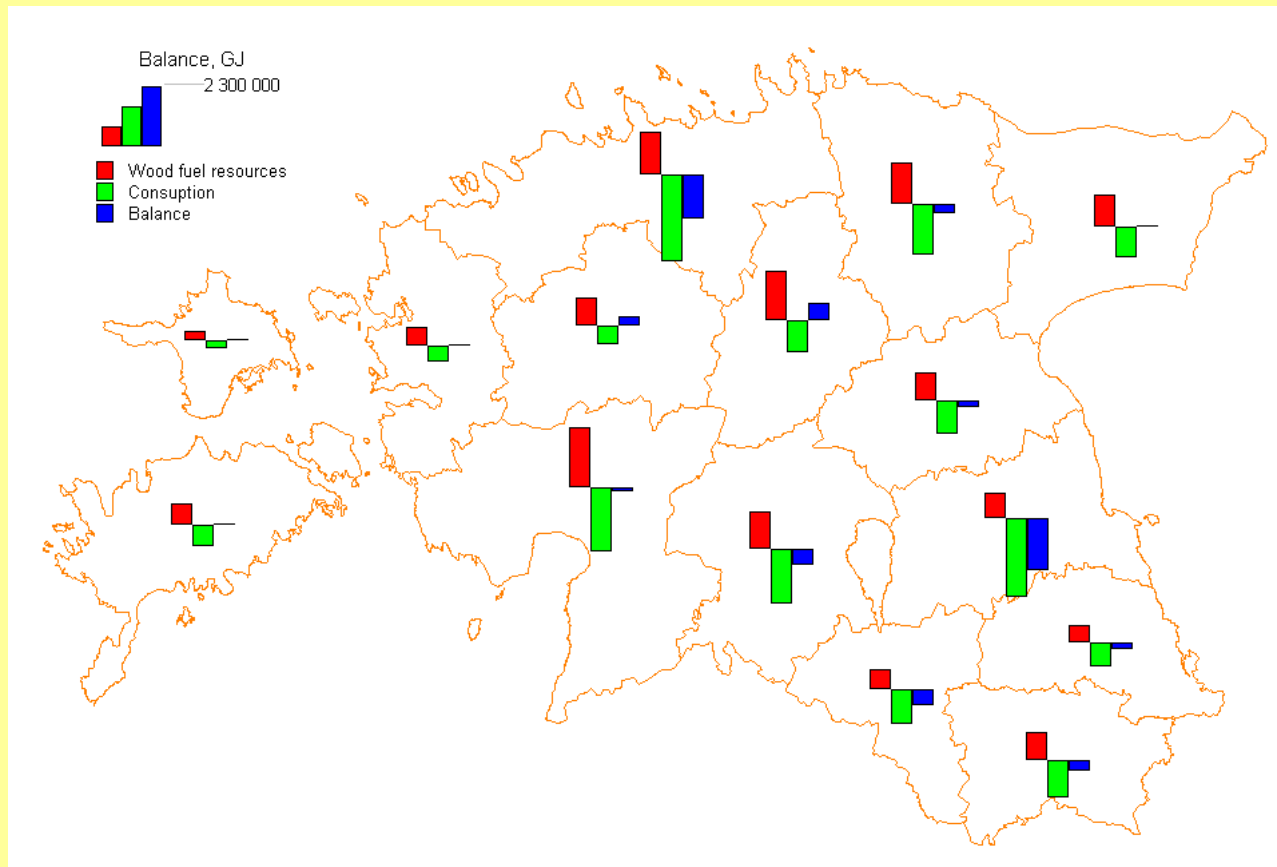 Balance, GJ
2 300 000
Wood fuel resources
Consuption
Balance